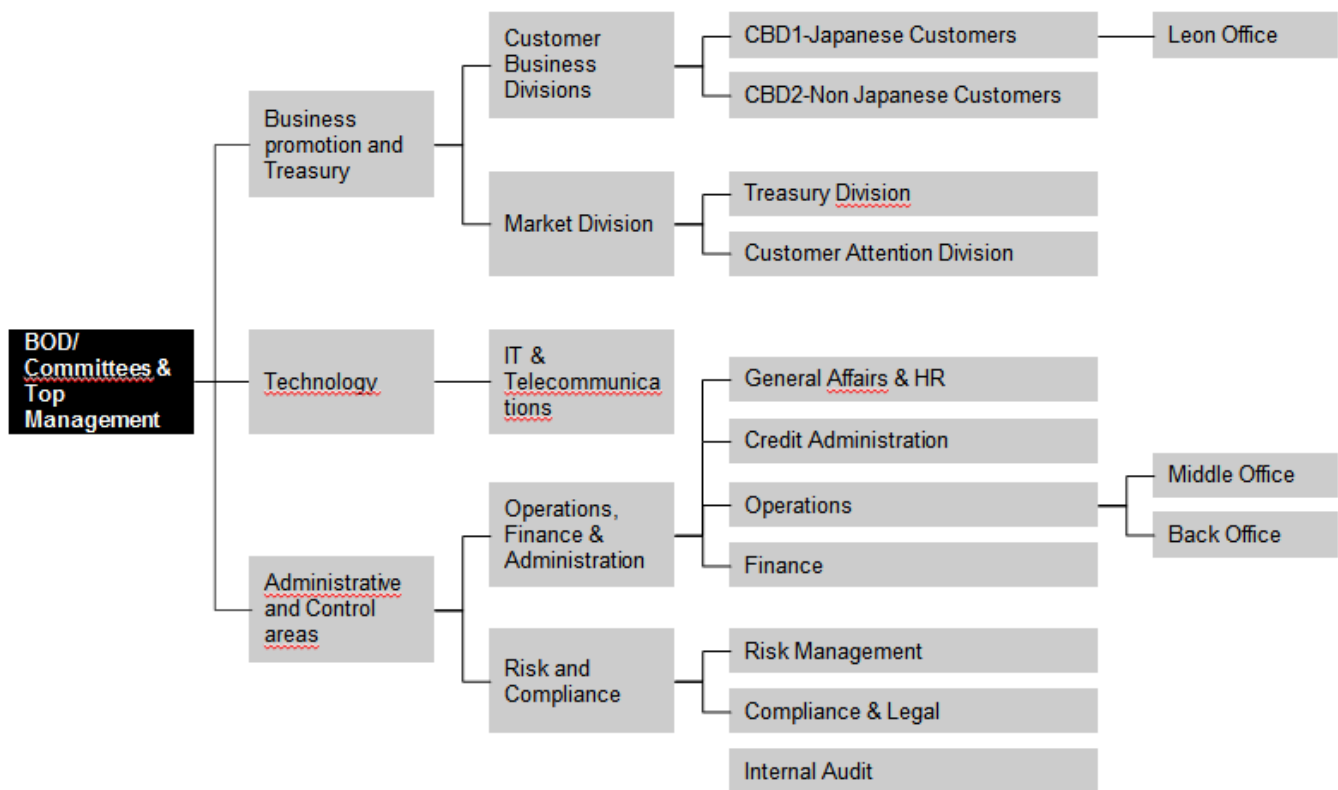 Customer
Business
Divisions
CBD1-Japanese Customers
Leon Office
CBD2-Non Japanese Customers
Business
promotion and
Treasury
Market Division
Treasury Division
Customer Attention Division
BOD/
Committees &
Top
Management
Technology
IT &
Telecommunica
tions
General Affairs & HR
Credit Administration
Operations,
Finance &
Administration
Operations
Middle Office
Back Office
Finance
Administrative
and Control
areas
Risk and
Compliance
Risk Management
Compliance & Legal
Internal Audit